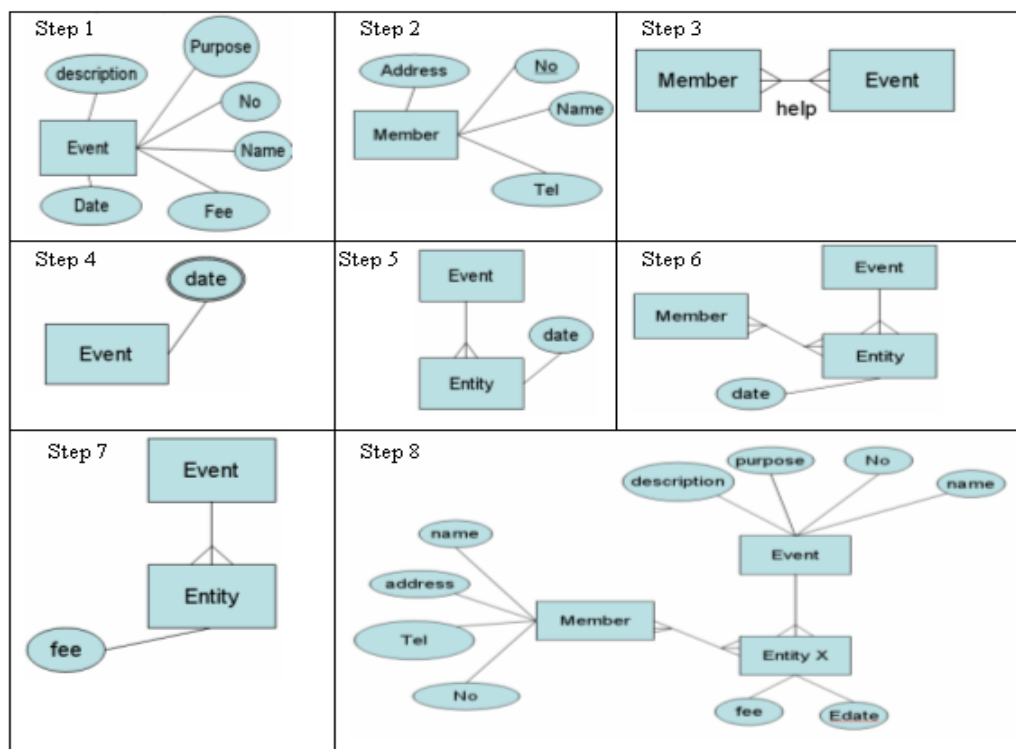 Step 1
Purpose
description
No
Event
Name
Date
Fee
Step 2
Address
No
Name
Member
Tel
Step 3
Member
Event
help
Step 4
date
Event
Step 5
Event
date
Entity
Step 6
Event
Member
Entity
date
Step 7
Event
Entity
fee
Step 8
purpose
No
description
name
name
Event
address
Member
Tel
Entity X
No
fee
Edate